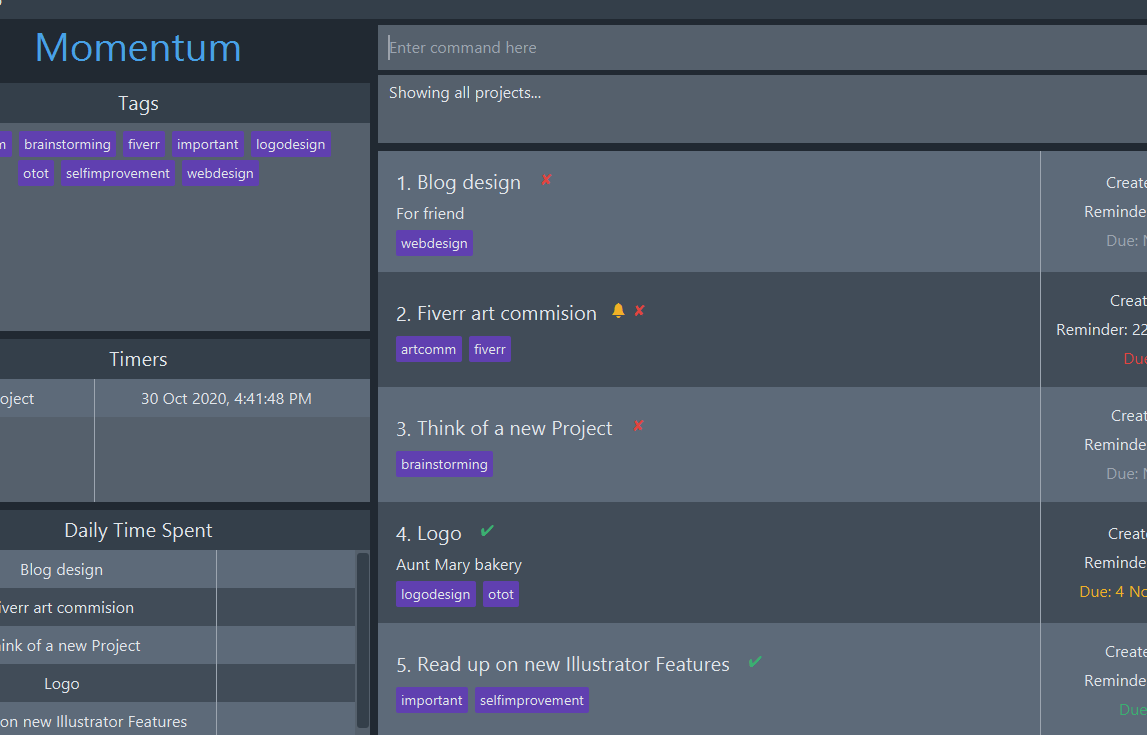 Momentum
Enter command here
Tags
Showing all projects...
brainstorming fiverr important logodesign
otot selfimprovement webdesign
1. Blog design ✘
For friend
webdesign
Create
Reminde
Due: N
2. Fiverr art commision 🔔 ✘
artcomm fiverr
Creat
Reminder: 22
Due
Timers
oject 30 Oct 2020, 4:41:48 PM
3. Think of a new Project ✘
brainstorming
Creat
Reminde
Due: N
Daily Time Spent
Blog design
iverr art commision
ink of a new Project
Logo
on new Illustrator Features
4. Logo ✔
Aunt Mary bakery
logodesign otot
Create
Reminde
Due: 4 No
5. Read up on new Illustrator Features ✔
important selfimprovement
Create
Reminde
Due: